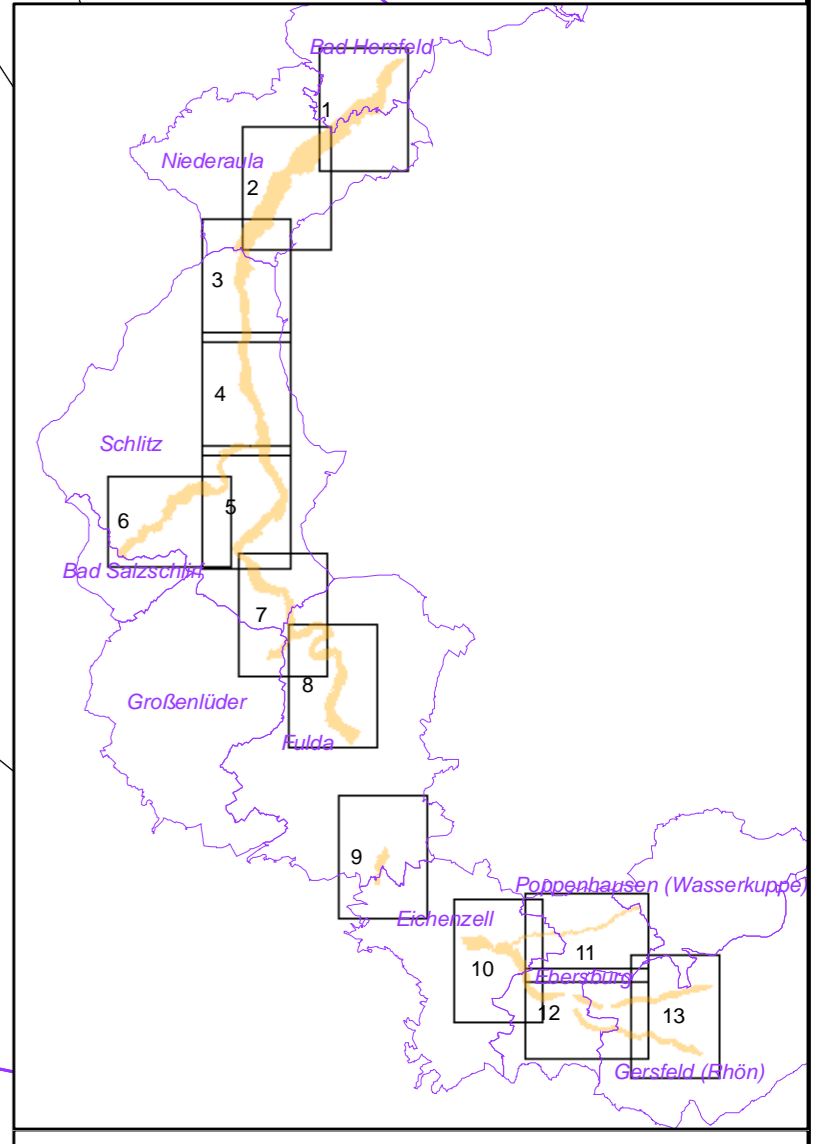 Bad Hersfeld
1
Niederaula
2
3
4
Schlitz
5
6
Bad Salzschlirf
7
8
Großenlüder
Fulda
9
Poppenhausen (Wasserkuppe)
Eichenzell
11
10
Ebersburg
12
13
Gersfeld (Rhön)